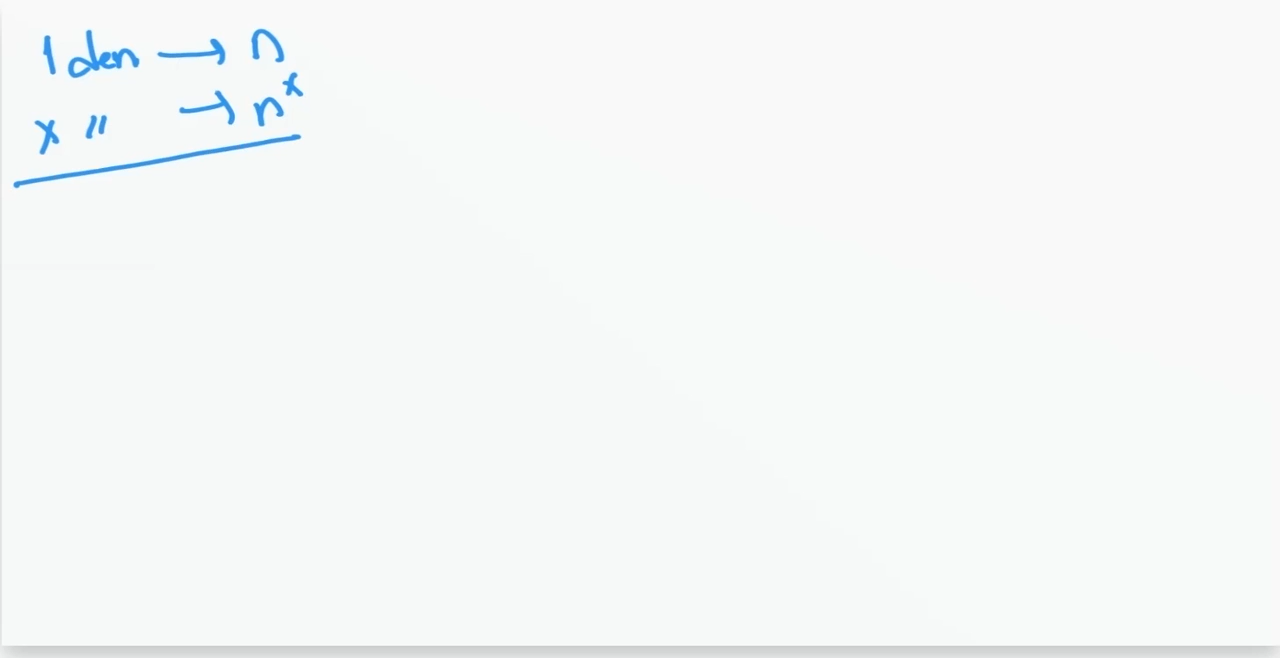 1 den → n
x " → n^x